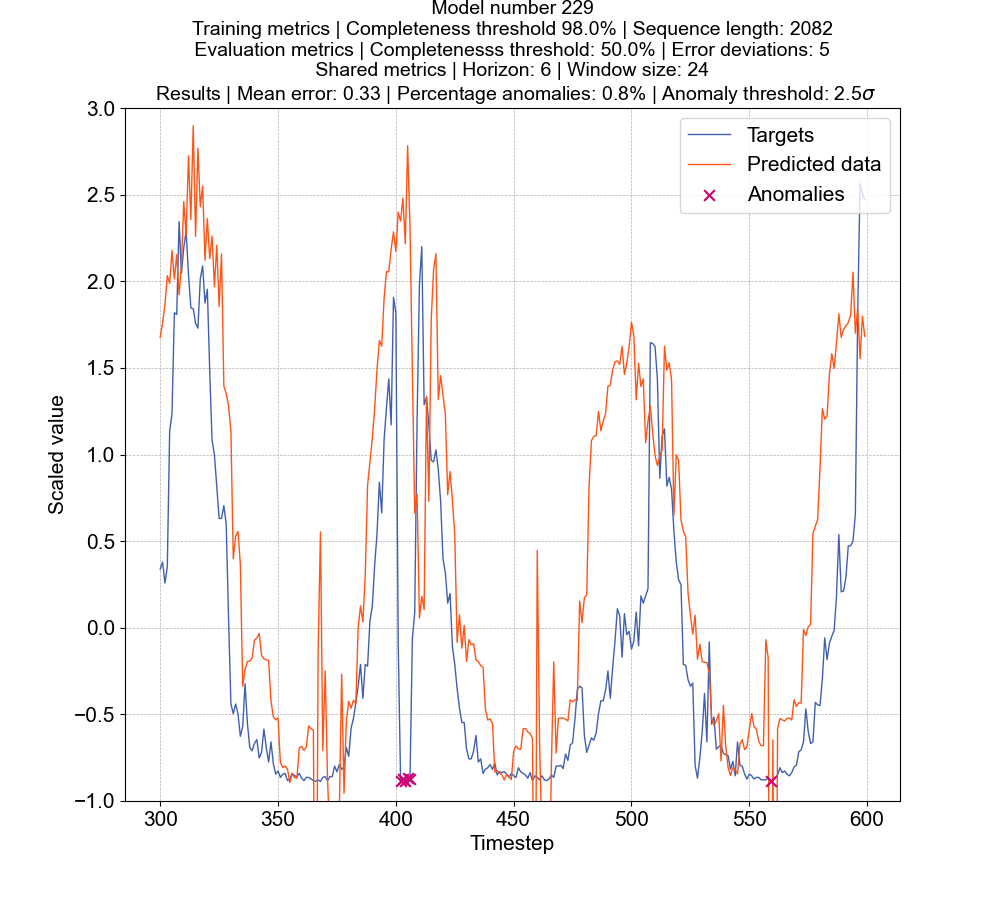 Model number 229
Training metrics | Completeness threshold 98.0% | Sequence length: 2082
Evaluation metrics | Completenesss threshold: 50.0% | Error deviations: 5
Shared metrics | Horizon: 6 | Window size: 24
Results | Mean error: 0.33 | Percentage anomalies: 0.8% | Anomaly threshold: 2.5σ
3.0
2.5
2.0
1.5
1.0
0.5
0.0
−0.5
−1.0
Scaled value
Targets
Predicted data
Anomalies
300 350 400 450 500 550 600
Timestep